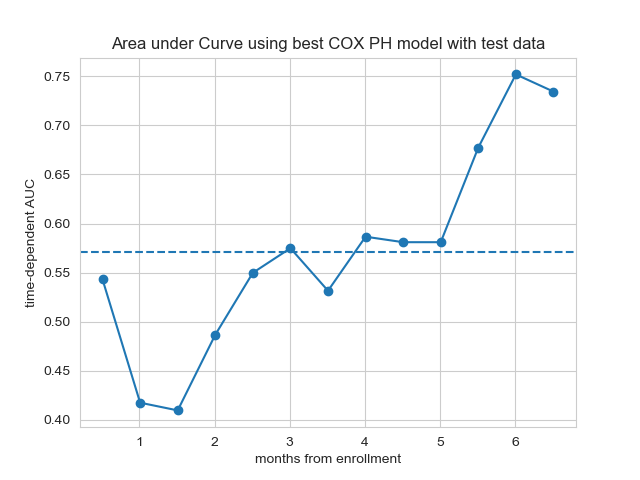 Area under Curve using best COX PH model with test data
time-dependent AUC
0.75
0.70
0.65
0.60
0.55
0.50
0.45
0.40
1 2 3 4 5 6
months from enrollment